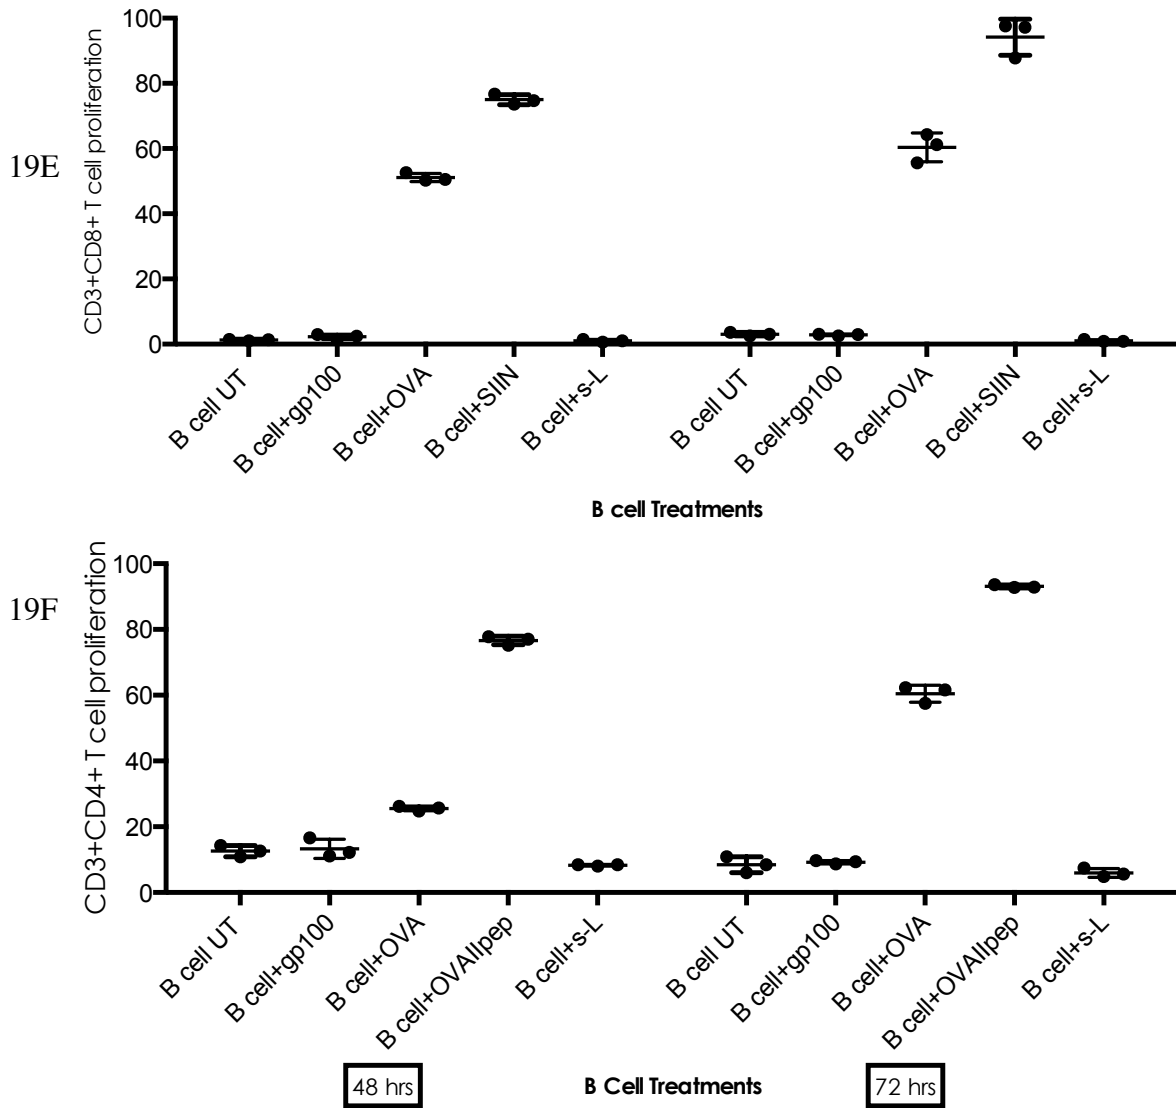 19E
CD3+CD8+ T cell proliferation
100
80
60
40
20
0
B cell UT
B cell+gp100
B cell+OVA
B cell+SIIN
B cell+s-L
B cell UT
B cell+gp100
B cell+OVA
B cell+SIIN
B cell+s-L
B cell Treatments
19F
CD3+CD4+ T cell proliferation
100
80
60
40
20
0
B cell UT
B cell+gp100
B cell+OVA
B cell+OVAIIpep
B cell+s-L
B cell UT
B cell+gp100
B cell+OVA
B cell+OVAIIpep
B cell+s-L
48 hrs
B Cell Treatments
72 hrs